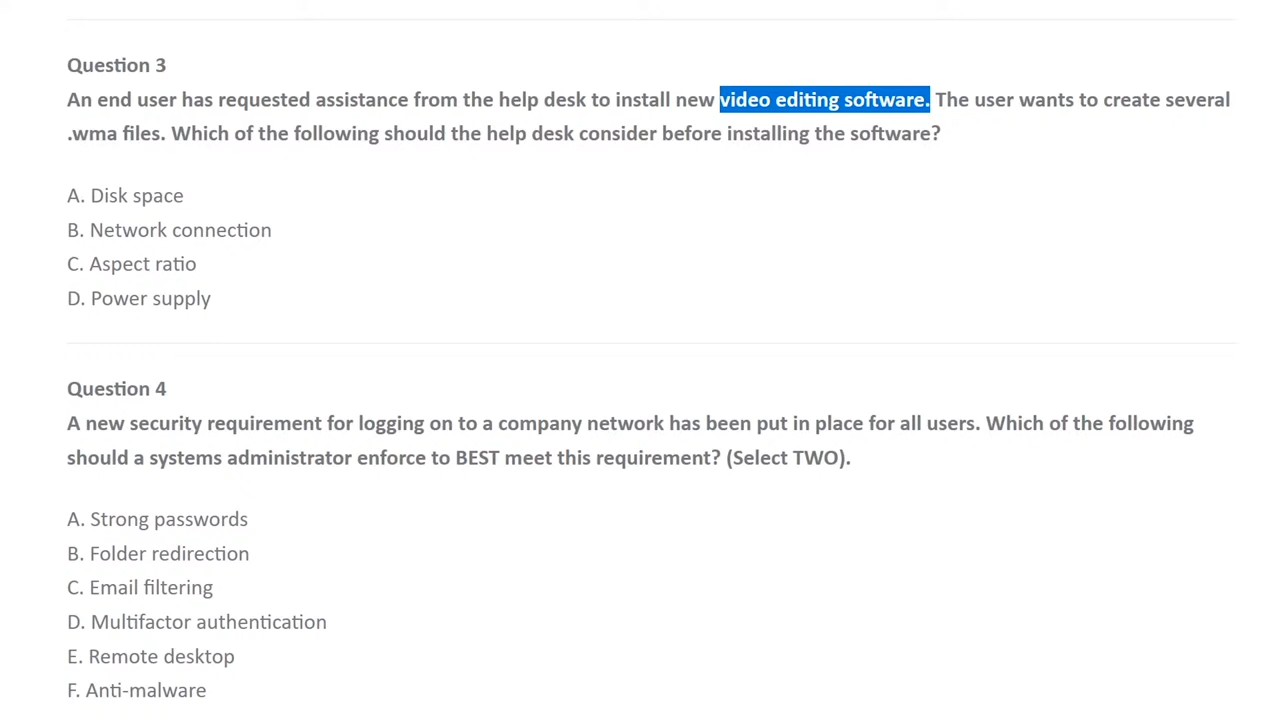 Question 3
An end user has requested assistance from the help desk to install new video editing software. The user wants to create several
.wma files. Which of the following should the help desk consider before installing the software?
A. Disk space
B. Network connection
C. Aspect ratio
D. Power supply
Question 4
A new security requirement for logging on to a company network has been put in place for all users. Which of the following
should a systems administrator enforce to BEST meet this requirement? (Select TWO).
A. Strong passwords
B. Folder redirection
C. Email filtering
D. Multifactor authentication
E. Remote desktop
F. Anti-malware